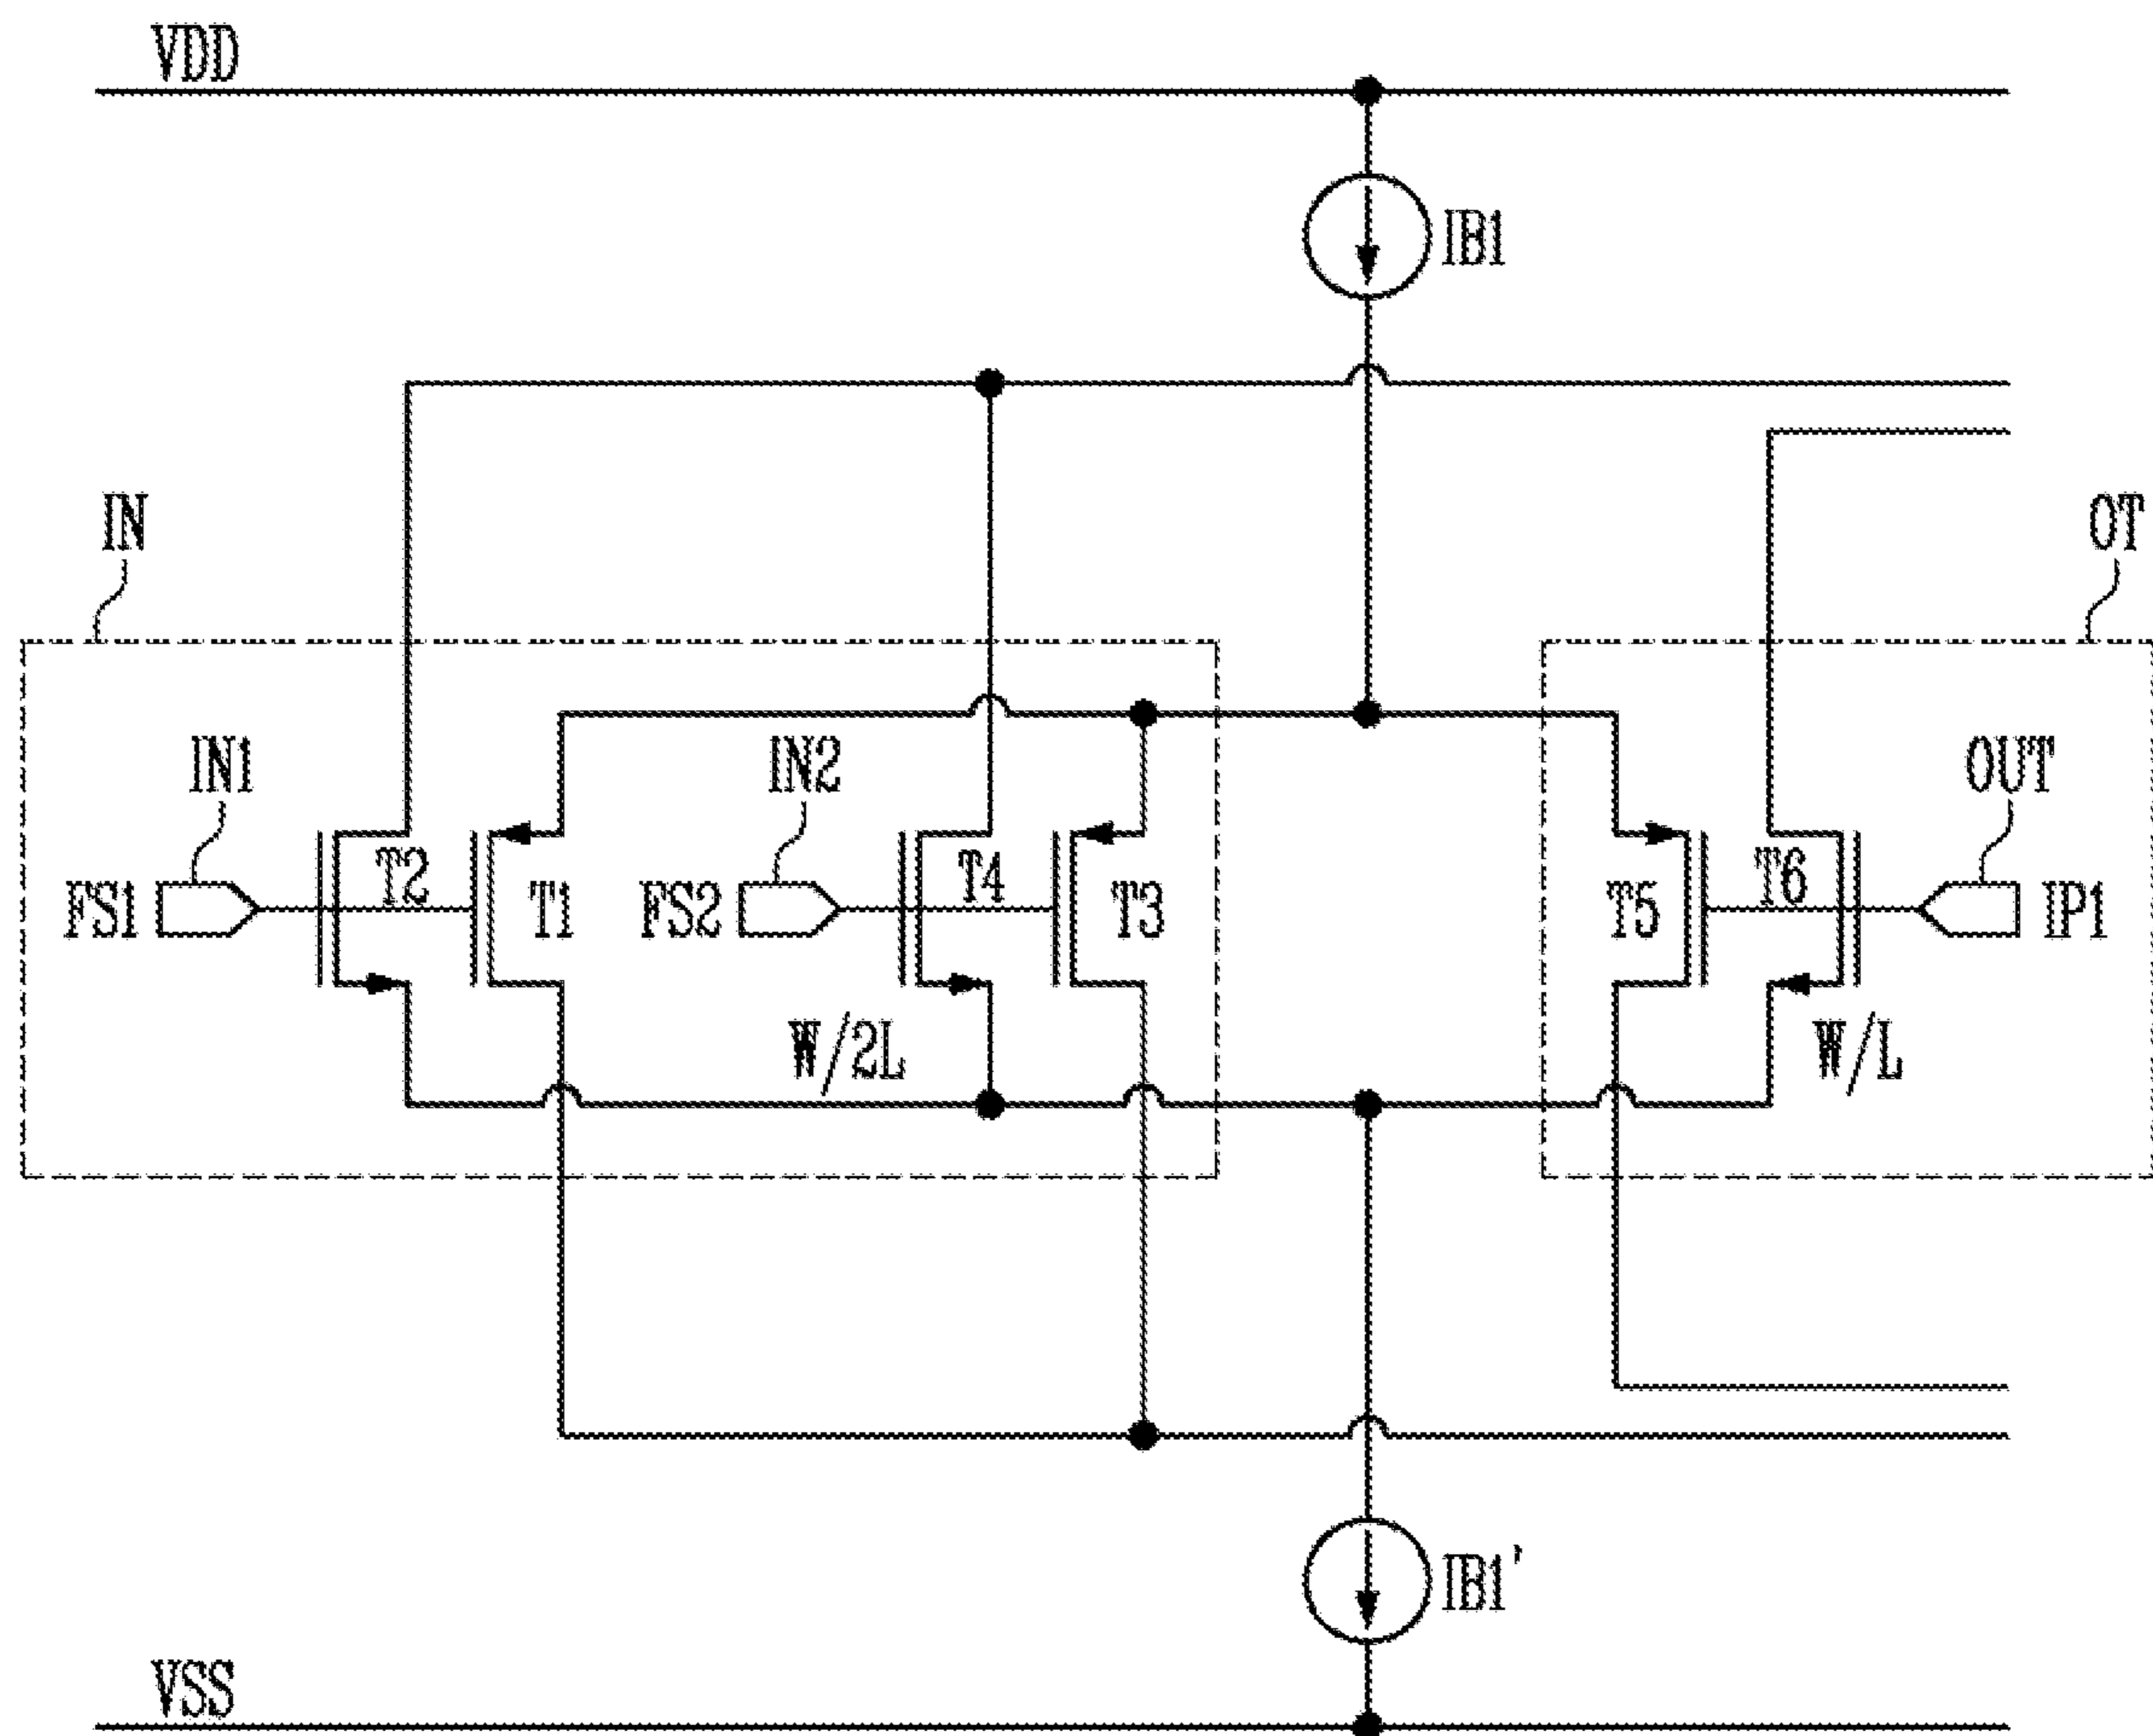 VDD
IB1
IN
OT
IN1
IN2
OUT
FS1
T2
T1
FS2
T4
T3
T5
T6
IP1
W/2L
W/L
IB1'
VSS